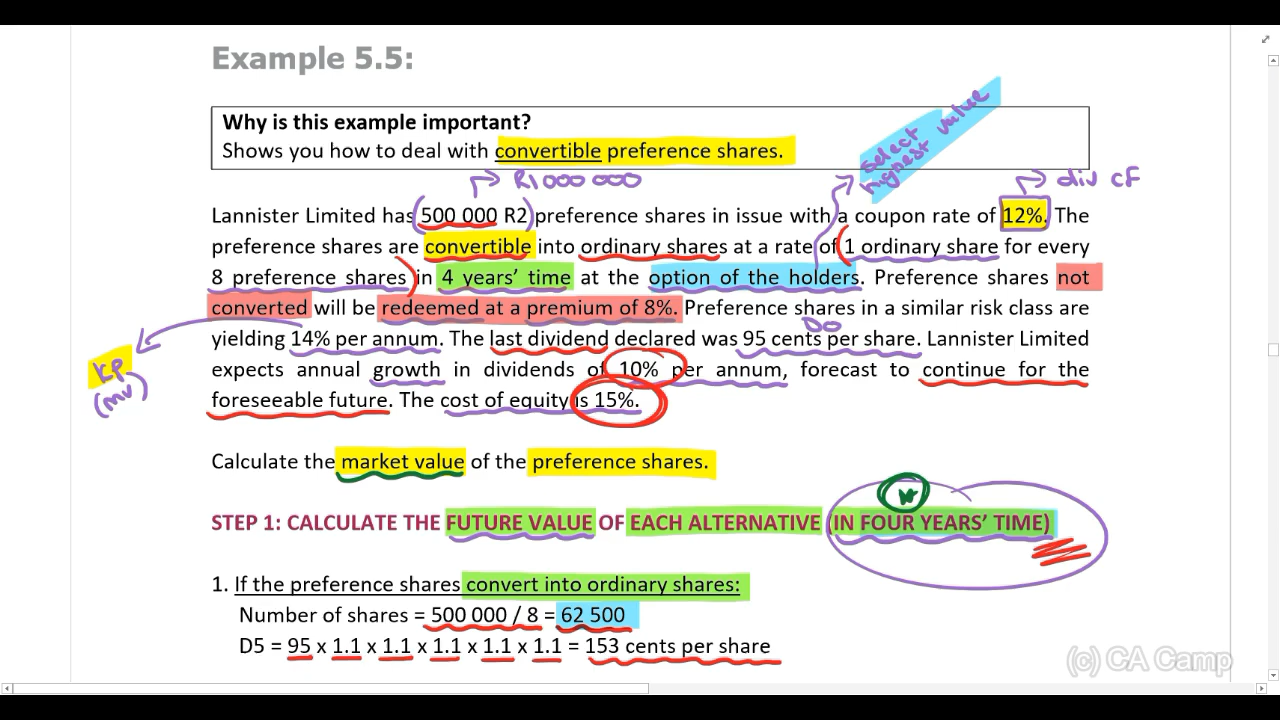 Example 5.5:
Why is this example important?
Shows you how to deal with convertible preference shares.
select
highest value
R1 000 000
div CF
Lannister Limited has 500 000 R2 preference shares in issue with a coupon rate of 12%. The
preference shares are convertible into ordinary shares at a rate of 1 ordinary share for every
8 preference shares in 4 years' time at the option of the holders. Preference shares not
converted will be redeemed at a premium of 8%. Preference shares in a similar risk class are
D0
yielding 14% per annum. The last dividend declared was 95 cents per share. Lannister Limited
KP
(MV)
expects annual growth in dividends of 10% per annum, forecast to continue for the
foreseeable future. The cost of equity is 15%.
Calculate the market value of the preference shares.
STEP 1: CALCULATE THE FUTURE VALUE OF EACH ALTERNATIVE (IN FOUR YEARS' TIME)
1. If the preference shares convert into ordinary shares:
Number of shares = 500 000 / 8 = 62 500
D5 = 95 x 1.1 x 1.1 x 1.1 x 1.1 x 1.1 = 153 cents per share
(c) CA Camp